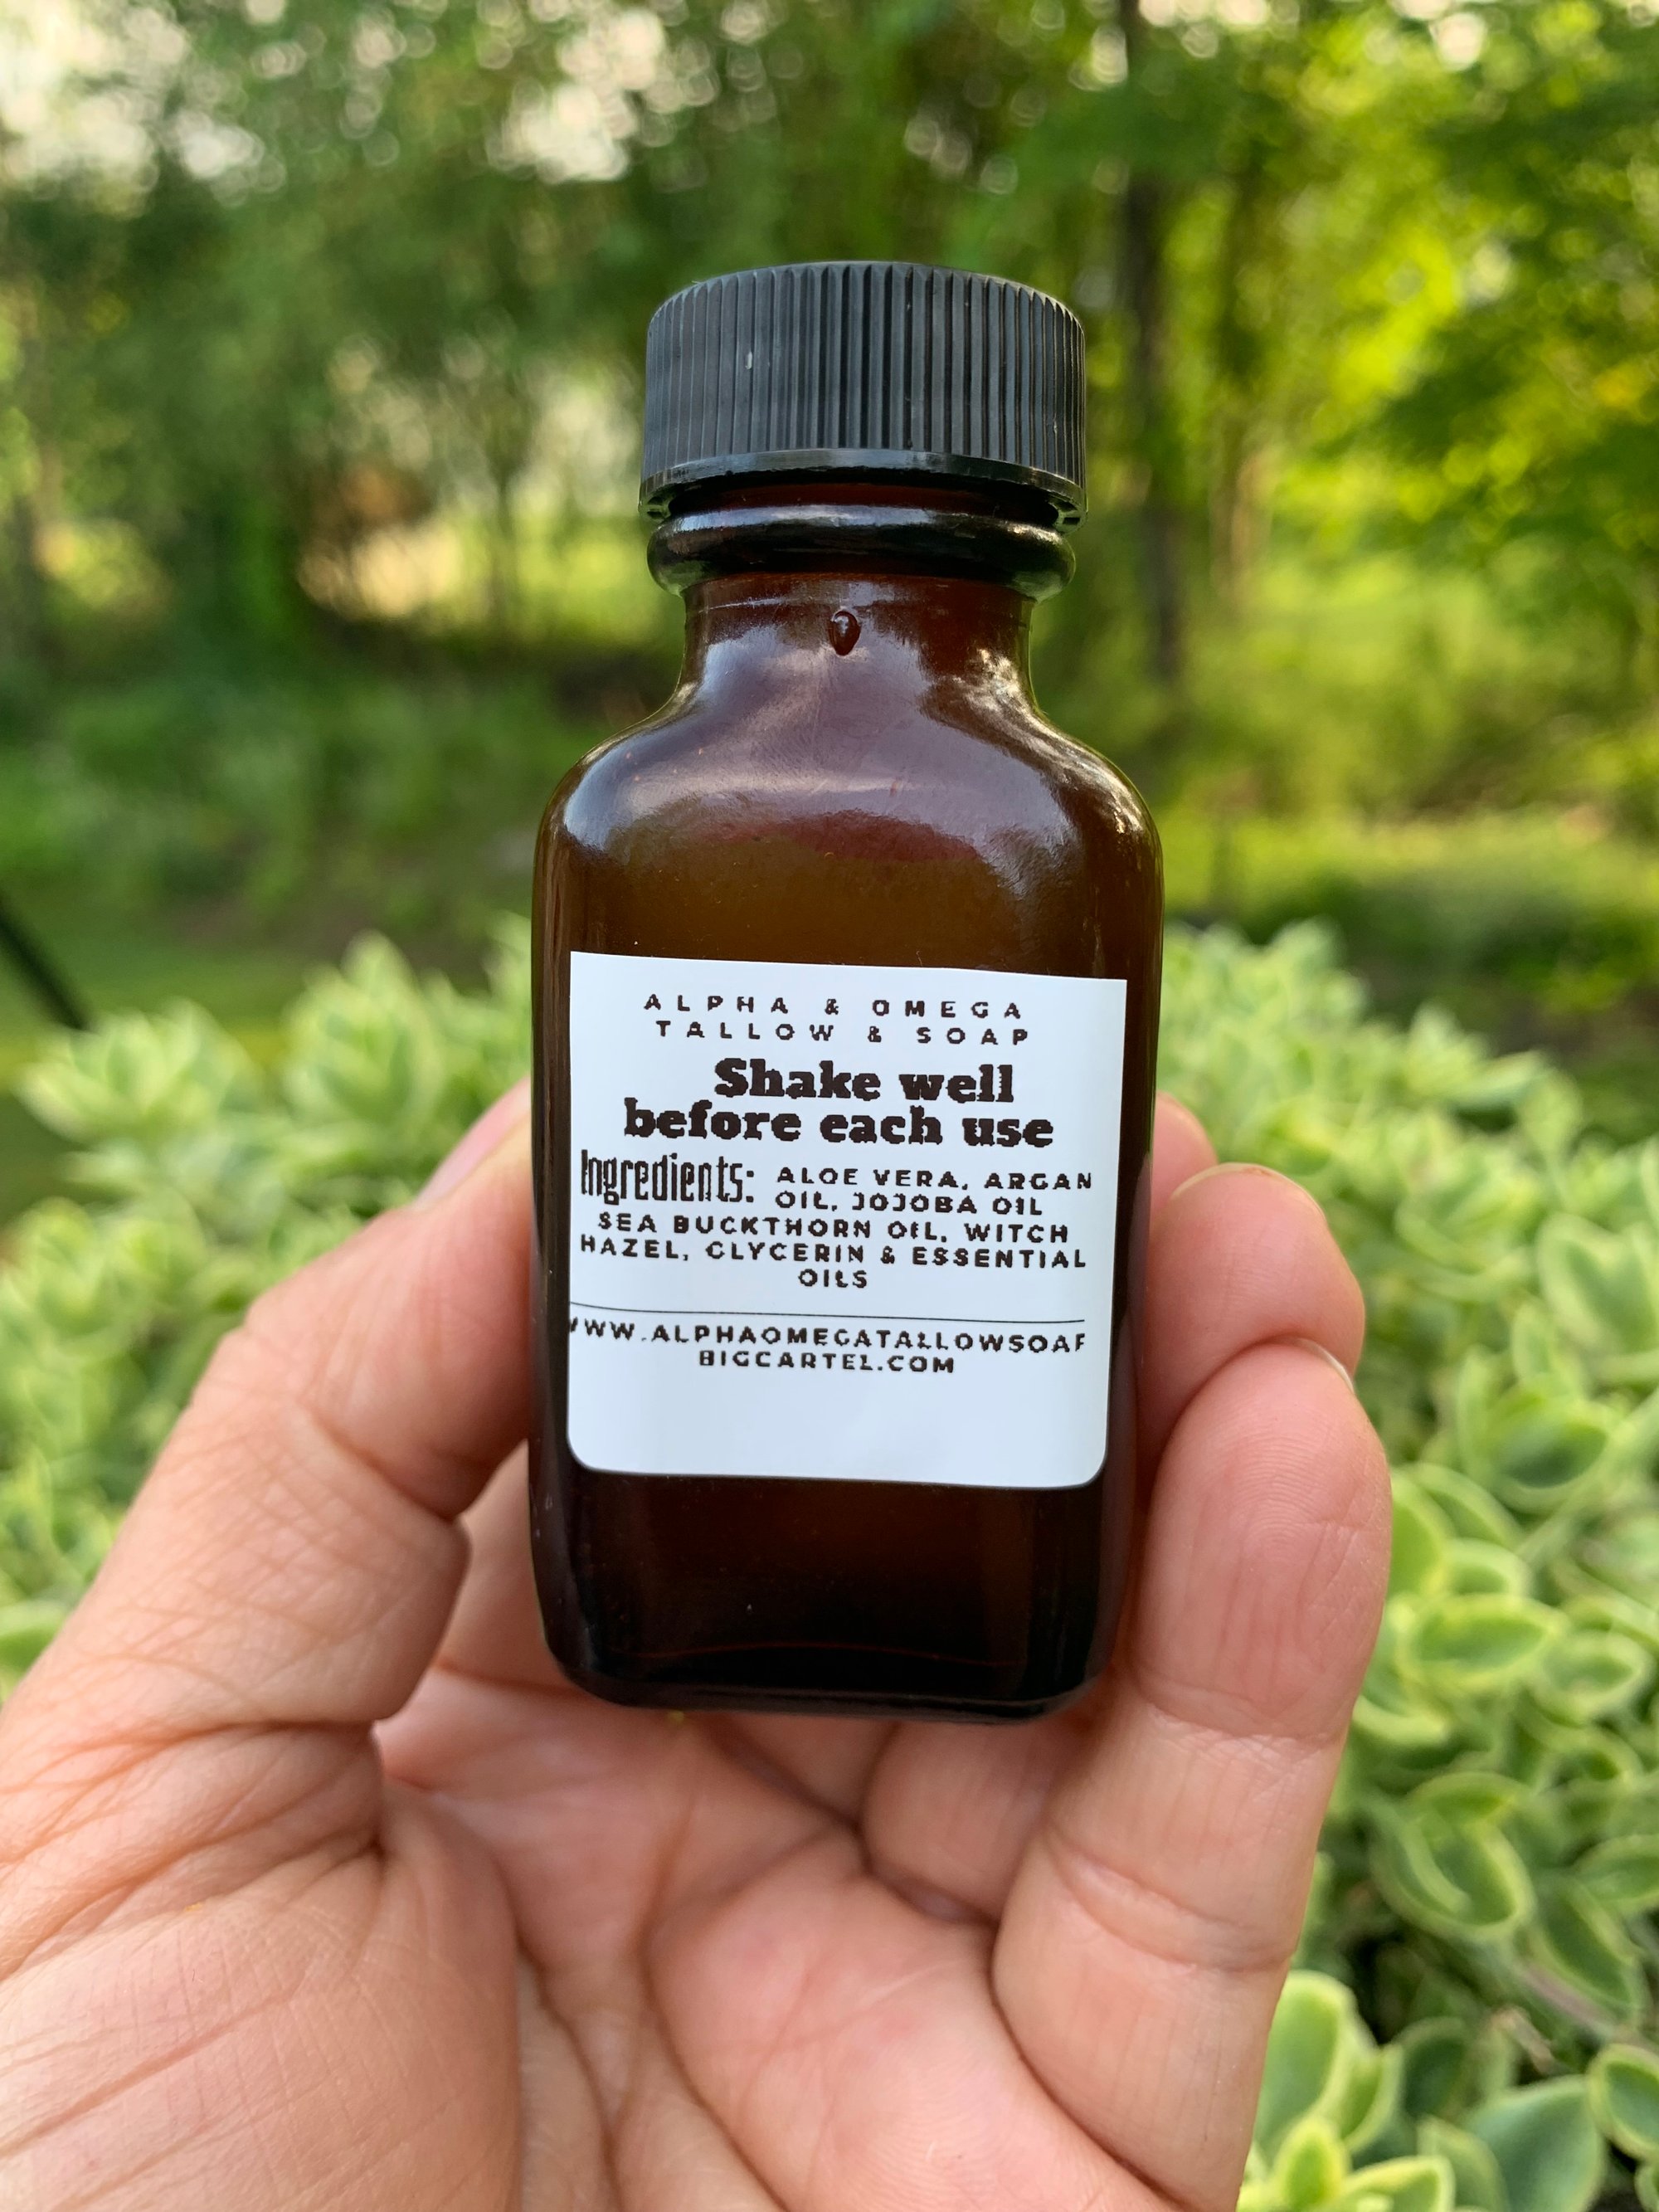 ALPHA & OMEGA
TALLOW & SOAP
Shake well
before each use
Ingredients: ALOE VERA, ARGAN
OIL, JOJOBA OIL
SEA BUCKTHORN OIL, WITCH
HAZEL, GLYCERIN & ESSENTIAL
OILS
WWW.ALPHAOMEGATALLOWSOAP
BIGCARTEL.COM